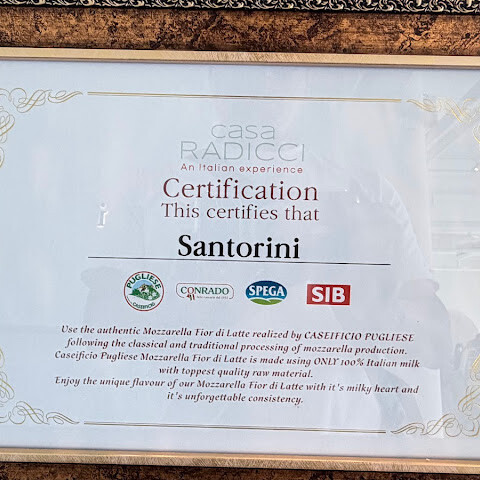 casa
RADICCI
An Italian experience
Certification
This certifies that
Santorini
PUGLIESE
CASEIFICIO
CONRADO
SPEGA
SIB
Use the authentic Mozzarella Fior di Latte realized by CASEIFICIO PUGLIESE
following the classical and traditional processing of mozzarella production.
Caseificio Pugliese Mozzarella Fior di Latte is made using ONLY 100% Italian milk
with toppest quality raw material.
Enjoy the unique flavour of our Mozzarella Fior di Latte with it's milky heart and
it's unforgettable consistency.